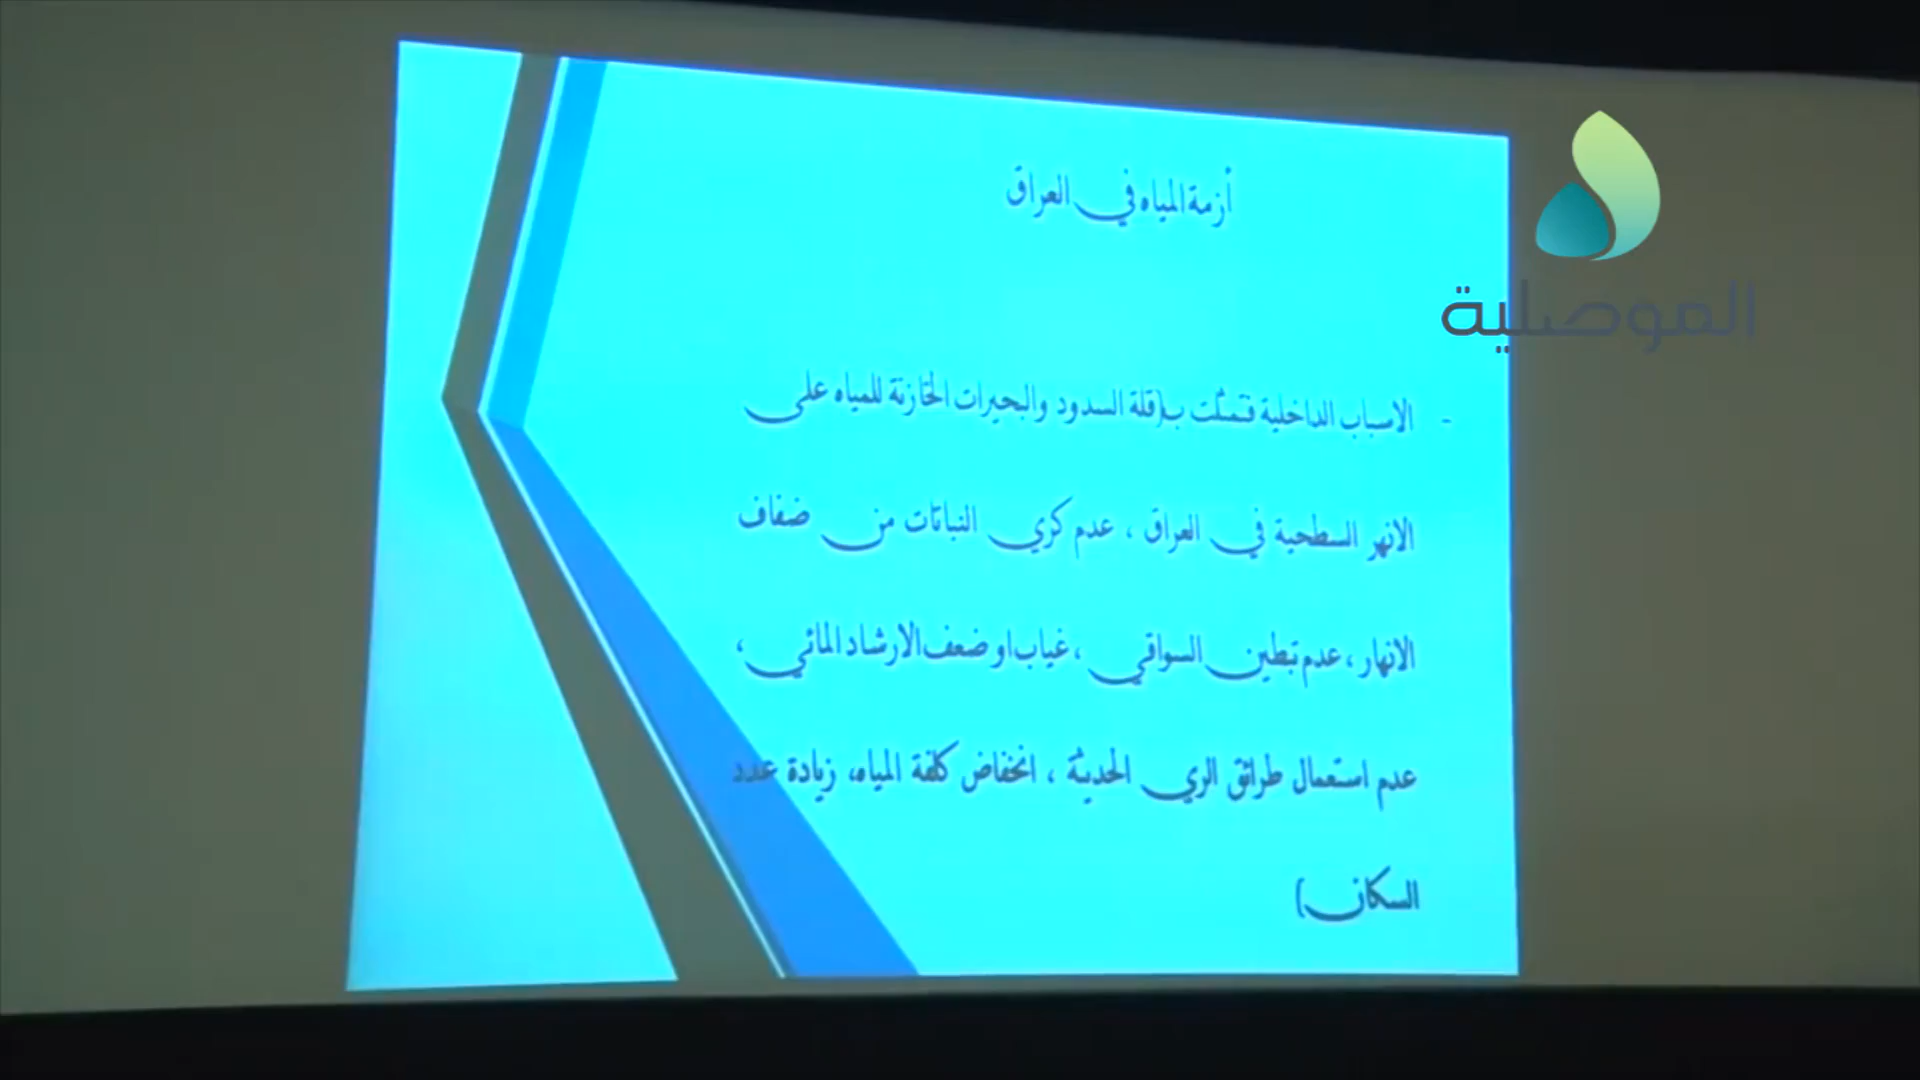 أزمة المياه في العراق
الموصلية
- الاسباب الداخلية فتمثلت ب(قلة السدود والبحيرات الخازنة للمياه على
الانهر السطحية في العراق ، عدم كري النباتات من ضفاف
الانهار ، عدم تبطين السواقي ، غياب او ضعف الارشاد المائي ،
عدم استعمال طرائق الري الحديثة ، انخفاض كلفة المياه، زيادة عدد
السكان)